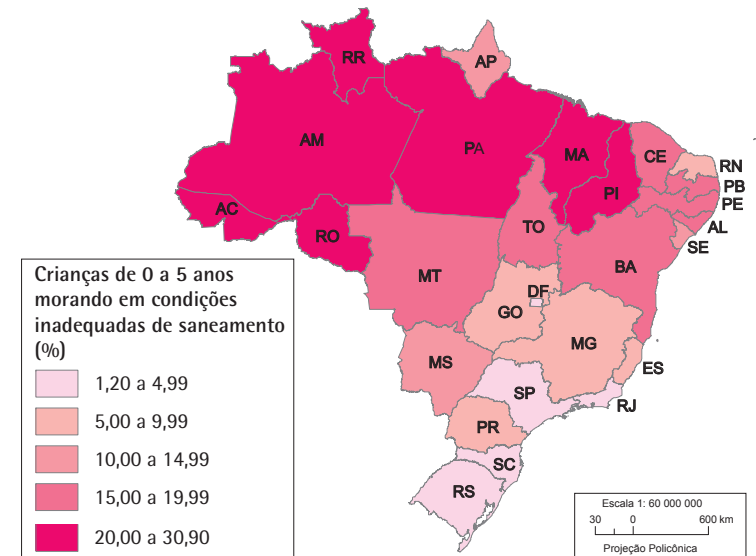 RR
AP
AM
PA
MA
CE
RN
PB
PE
AL
SE
PI
AC
RO
TO
BA
MT
DF
GO
MG
ES
MS
SP
RJ
PR
SC
RS
Crianças de 0 a 5 anos
morando em condições
inadequadas de saneamento
(%)
1,20 a 4,99
5,00 a 9,99
10,00 a 14,99
15,00 a 19,99
20,00 a 30,90
Escala 1: 60 000 000
30 0 600 km
Projeção Policônica